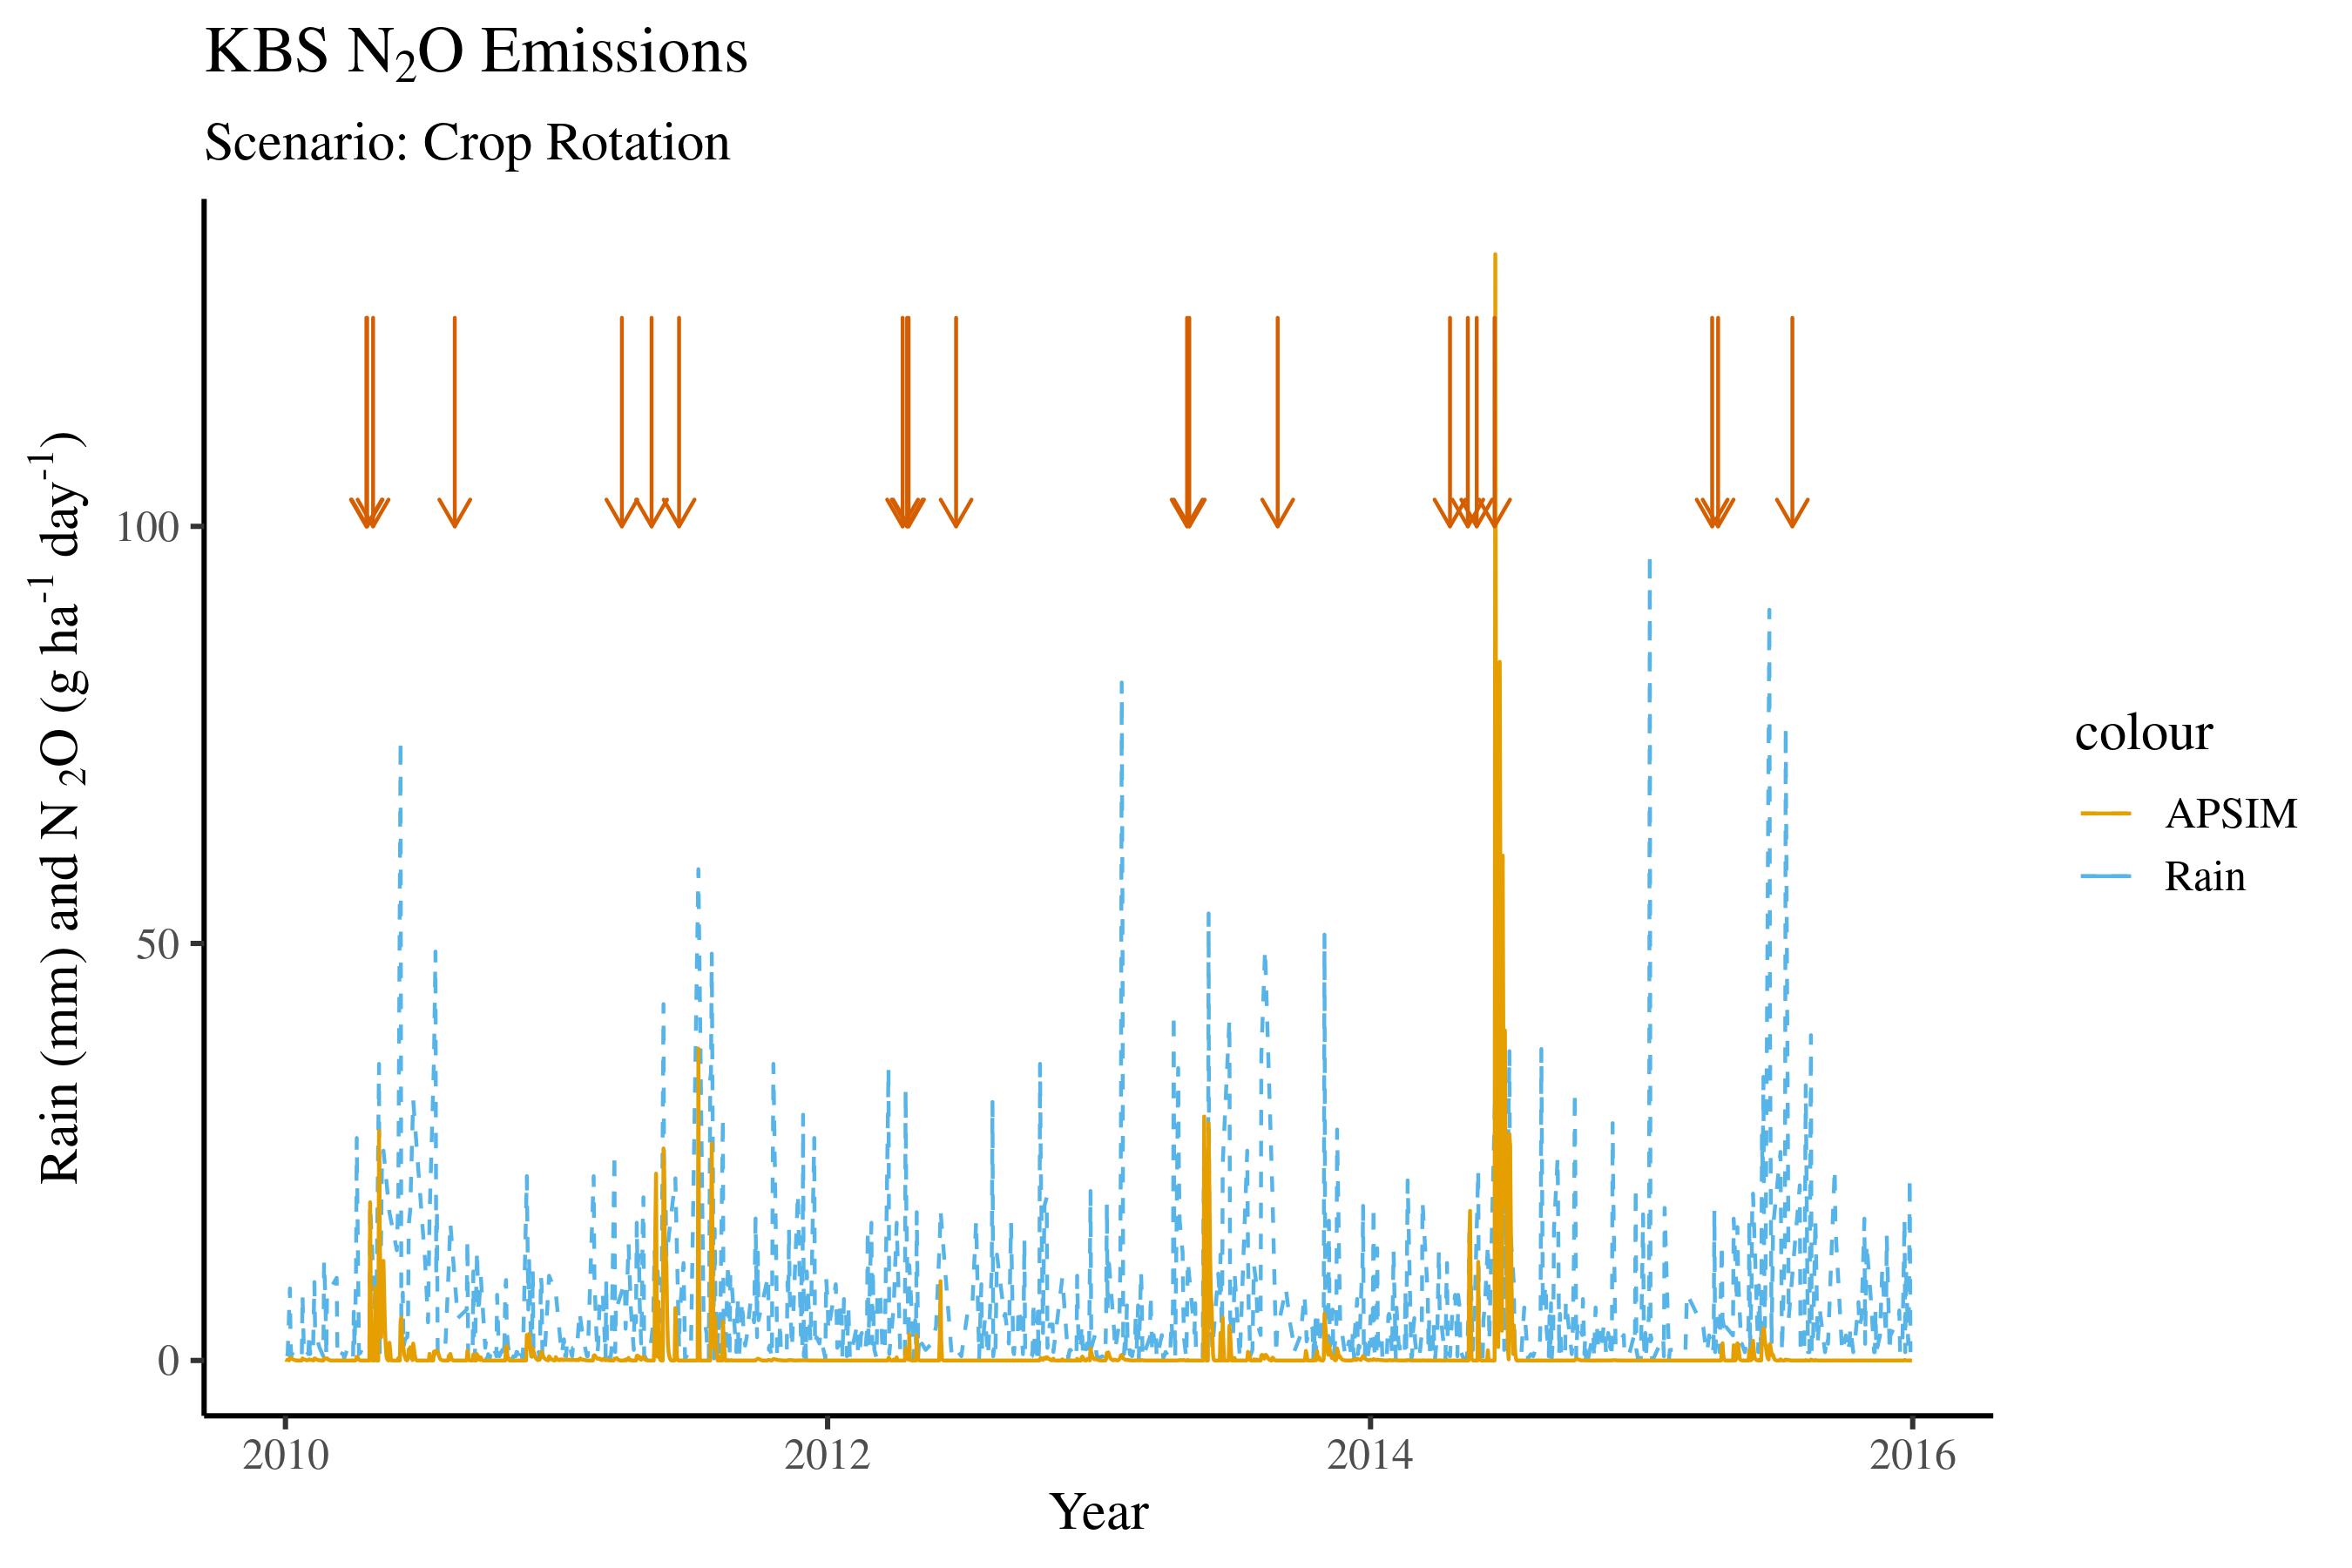 KBS N₂O Emissions
Scenario: Crop Rotation
Rain (mm) and N ₂O (g ha⁻¹ day⁻¹)
100
50
0
2010
2012
2014
2016
Year
colour
APSIM
Rain